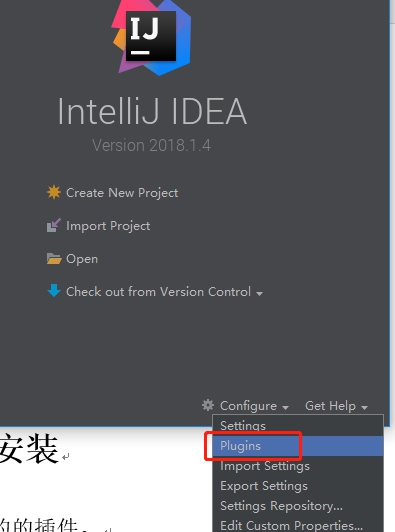 IJ
IntelliJ IDEA
Version 2018.1.4
Create New Project
Import Project
Open
Check out from Version Control
Configure Get Help
Settings
Plugins
Import Settings
Export Settings
Settings Repository...
Edit Custom Properties...
安装
的的插件。